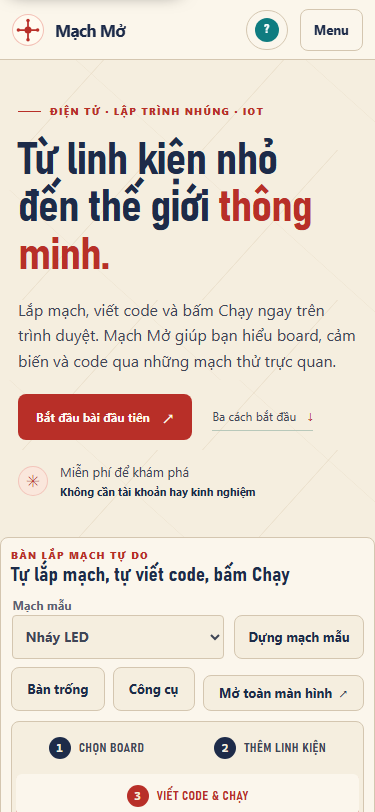 Mạch Mở
?
Menu
ĐIỆN TỬ · LẬP TRÌNH NHÚNG · IOT
Từ linh kiện nhỏ
đến thế giới thông
minh.
Lắp mạch, viết code và bấm Chạy ngay trên
trình duyệt. Mạch Mở giúp bạn hiểu board, cảm
biến và code qua những mạch thử trực quan.
Bắt đầu bài đầu tiên ↗
Ba cách bắt đầu ↓
Miễn phí để khám phá
Không cần tài khoản hay kinh nghiệm
BÀN LẮP MẠCH TỰ DO
Tự lắp mạch, tự viết code, bấm Chạy
Mạch mẫu
Nháy LED
Dựng mạch mẫu
Bàn trống
Công cụ
Mở toàn màn hình ↗
1 CHỌN BOARD
2 THÊM LINH KIỆN
3 VIẾT CODE & CHẠY